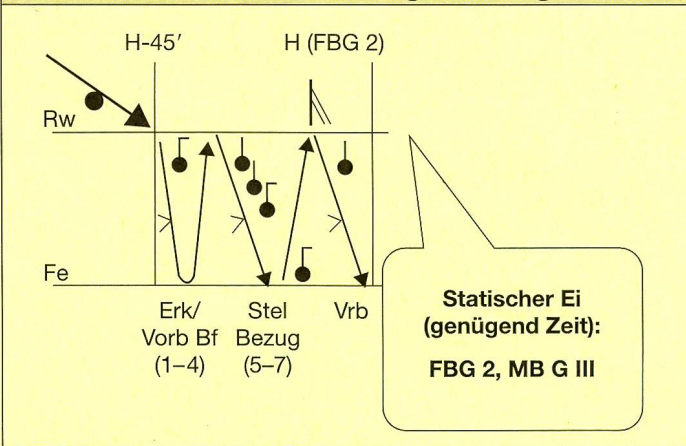 H-45′
H (FBG 2)
Rw
Fe
Erk/
Vorb Bf
(1–4)
Stel
Bezug
(5–7)
Vrb
Statischer Ei
(genügend Zeit):
FBG 2, MB G III